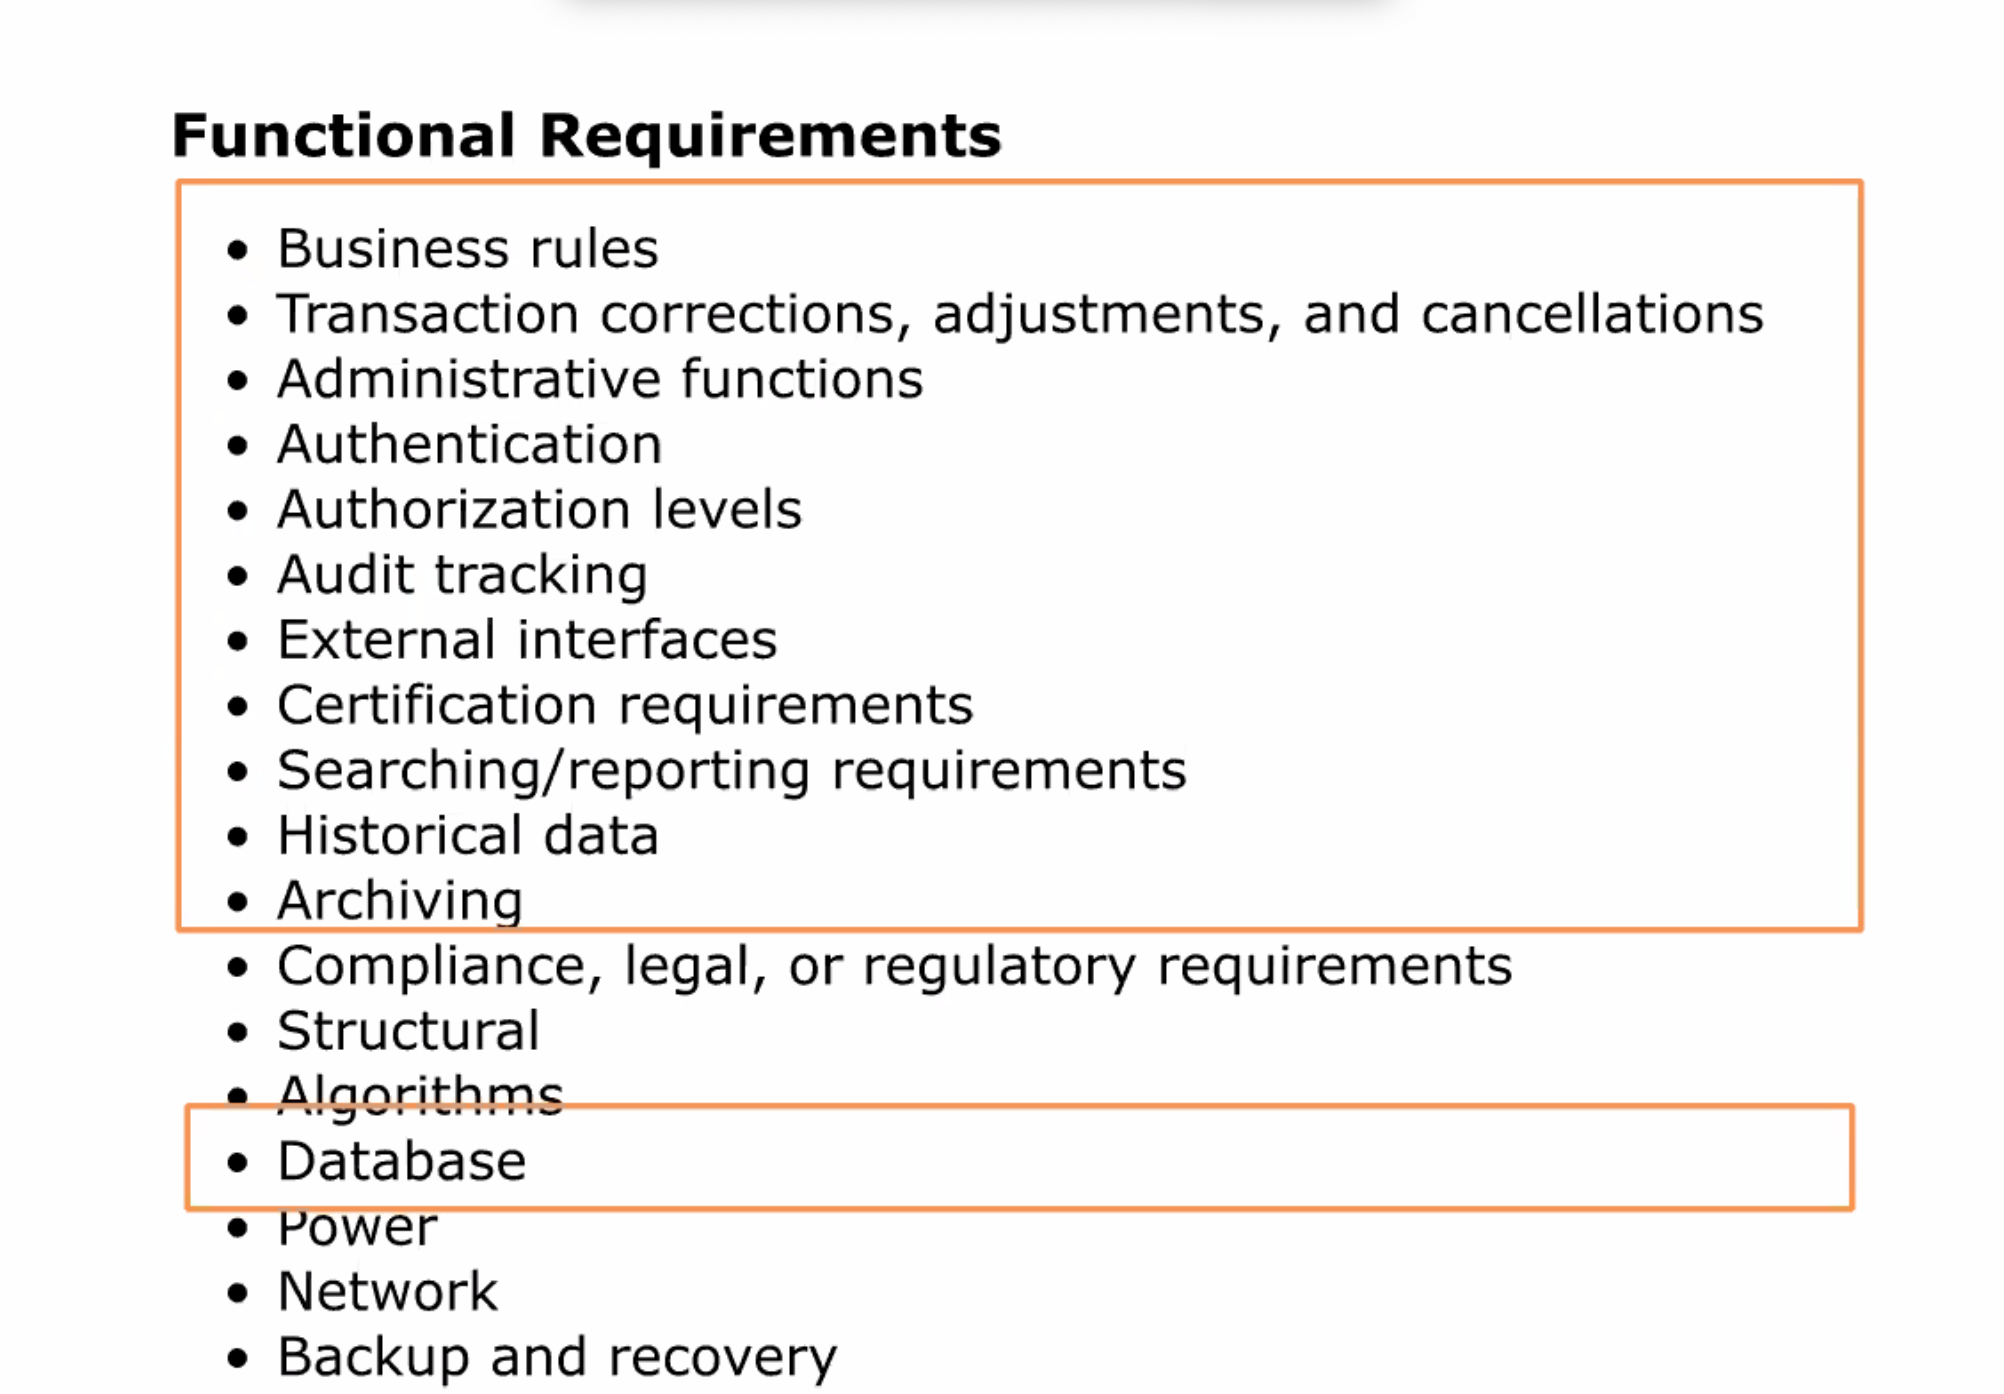 Functional Requirements
• Business rules
• Transaction corrections, adjustments, and cancellations
• Administrative functions
• Authentication
• Authorization levels
• Audit tracking
• External interfaces
• Certification requirements
• Searching/reporting requirements
• Historical data
• Archiving
• Compliance, legal, or regulatory requirements
• Structural
• Algorithms
• Database
• Power
• Network
• Backup and recovery